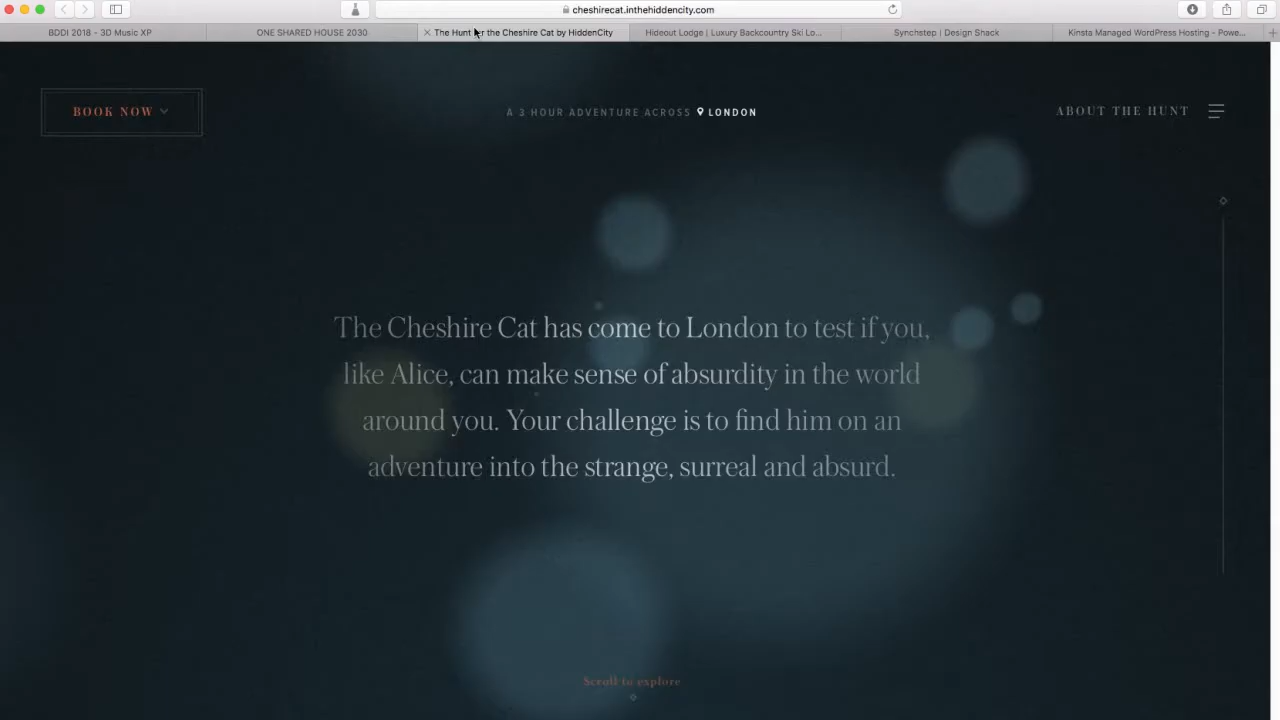 cheshirecat.inthehiddencity.com
BDDI 2018 - 3D Music XP
ONE SHARED HOUSE 2030
The Hunt for the Cheshire Cat by HiddenCity
Hideout Lodge | Luxury Backcountry Ski Lo...
Synchstep | Design Shack
Kinsta Managed WordPress Hosting - Powe...
BOOK NOW
A 3 HOUR ADVENTURE ACROSS LONDON
ABOUT THE HUNT
The Cheshire Cat has come to London to test if you,
like Alice, can make sense of absurdity in the world
around you. Your challenge is to find him on an
adventure into the strange, surreal and absurd.
Scroll to explore